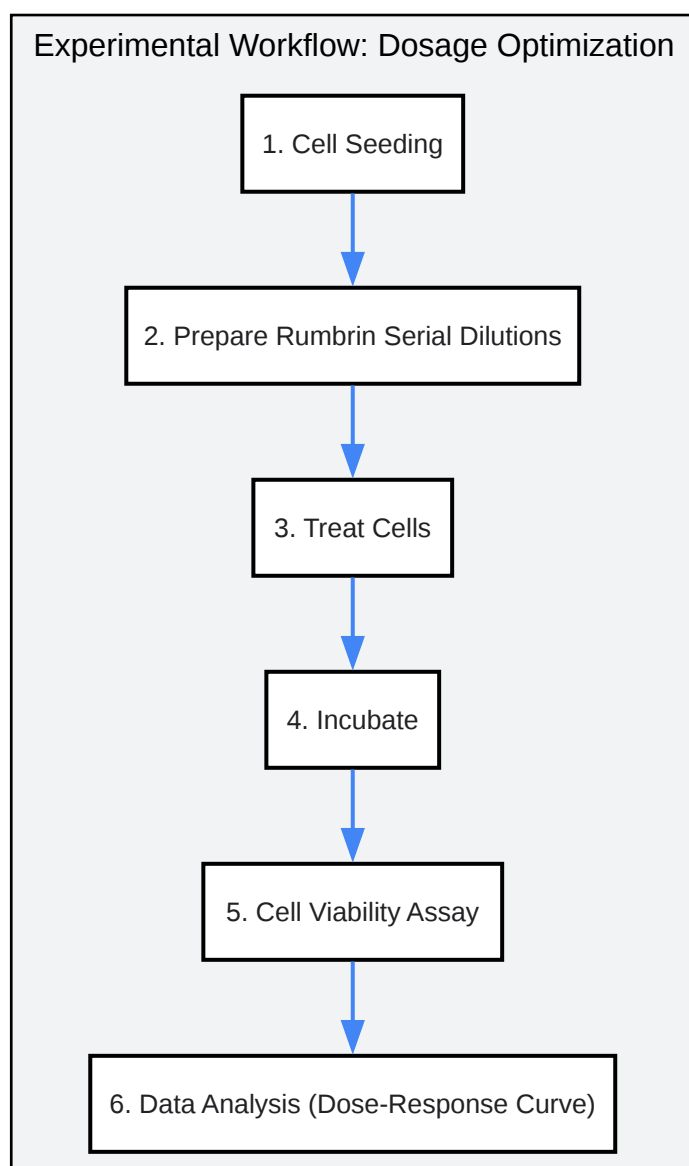 Experimental Workflow: Dosage Optimization
1. Cell Seeding
2. Prepare Rumbrin Serial Dilutions
3. Treat Cells
4. Incubate
5. Cell Viability Assay
6. Data Analysis (Dose-Response Curve)